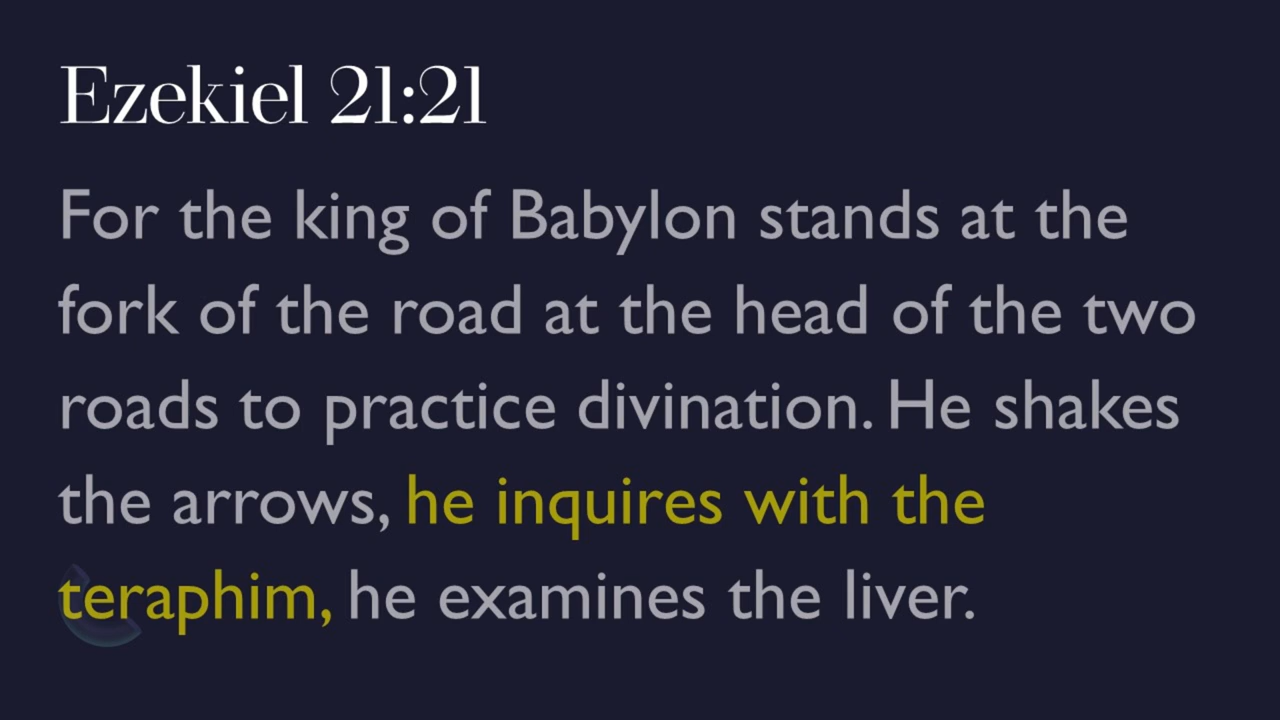 Ezekiel 21:21
For the king of Babylon stands at the
fork of the road at the head of the two
roads to practice divination. He shakes
the arrows, he inquires with the
teraphim, he examines the liver.